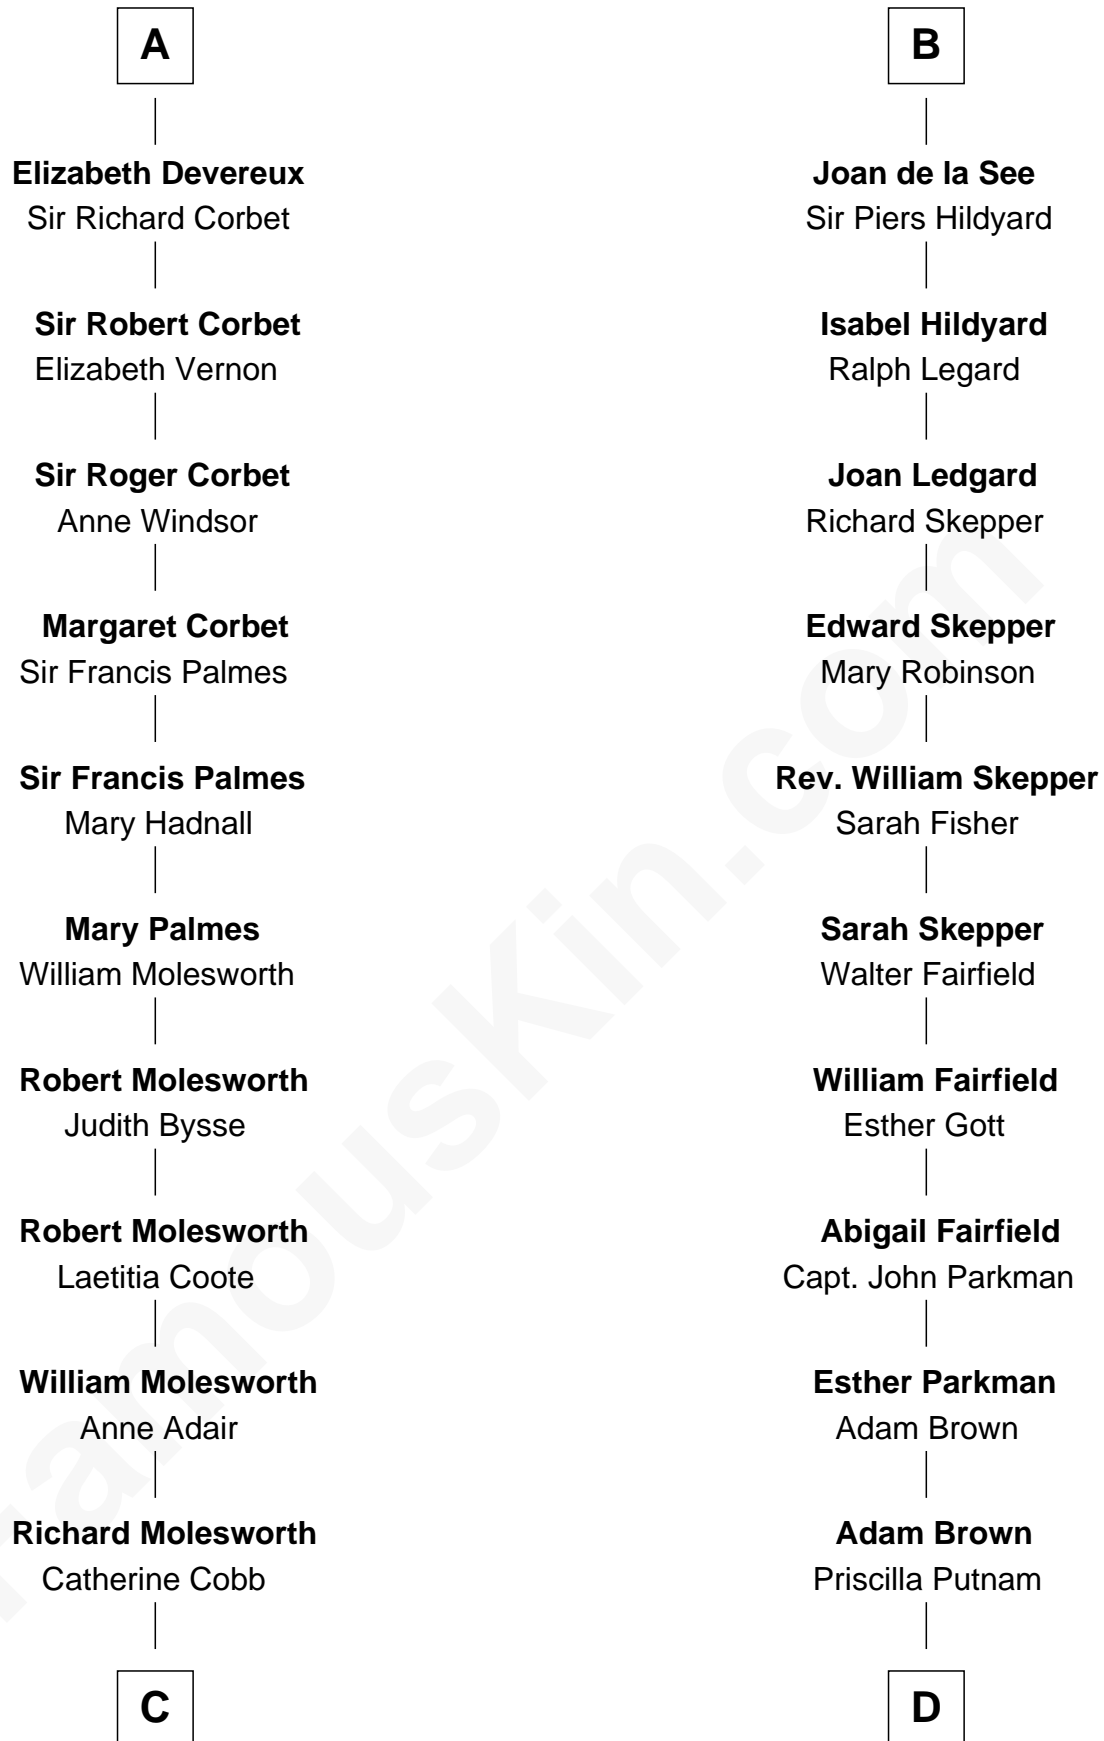 A
Elizabeth Devereux
Sir Richard Corbet
Sir Robert Corbet
Elizabeth Vernon
Sir Roger Corbet
Anne Windsor
Margaret Corbet
Sir Francis Palmes
Sir Francis Palmes
Mary Hadnall
Mary Palmes
William Molesworth
Robert Molesworth
Judith Bysse
Robert Molesworth
Laetitia Coote
William Molesworth
Anne Adair
Richard Molesworth
Catherine Cobb
C
B
Joan de la See
Sir Piers Hildyard
Isabel Hildyard
Ralph Legard
Joan Ledgard
Richard Skepper
Edward Skepper
Mary Robinson
Rev. William Skepper
Sarah Fisher
Sarah Skepper
Walter Fairfield
William Fairfield
Esther Gott
Abigail Fairfield
Capt. John Parkman
Esther Parkman
Adam Brown
Adam Brown
Priscilla Putnam
D
FamousKin.com